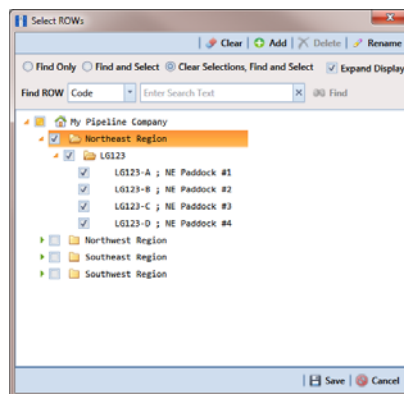 Select ROWs
Clear Add Delete Rename
Find Only Find and Select Clear Selections, Find and Select Expand Display
Find ROW Code Enter Search Text Find
My Pipeline Company
Northeast Region
LG123
LG123-A ; NE Paddock #1
LG123-B ; NE Paddock #2
LG123-C ; NE Paddock #3
LG123-D ; NE Paddock #4
Northwest Region
Southeast Region
Southwest Region
Save Cancel